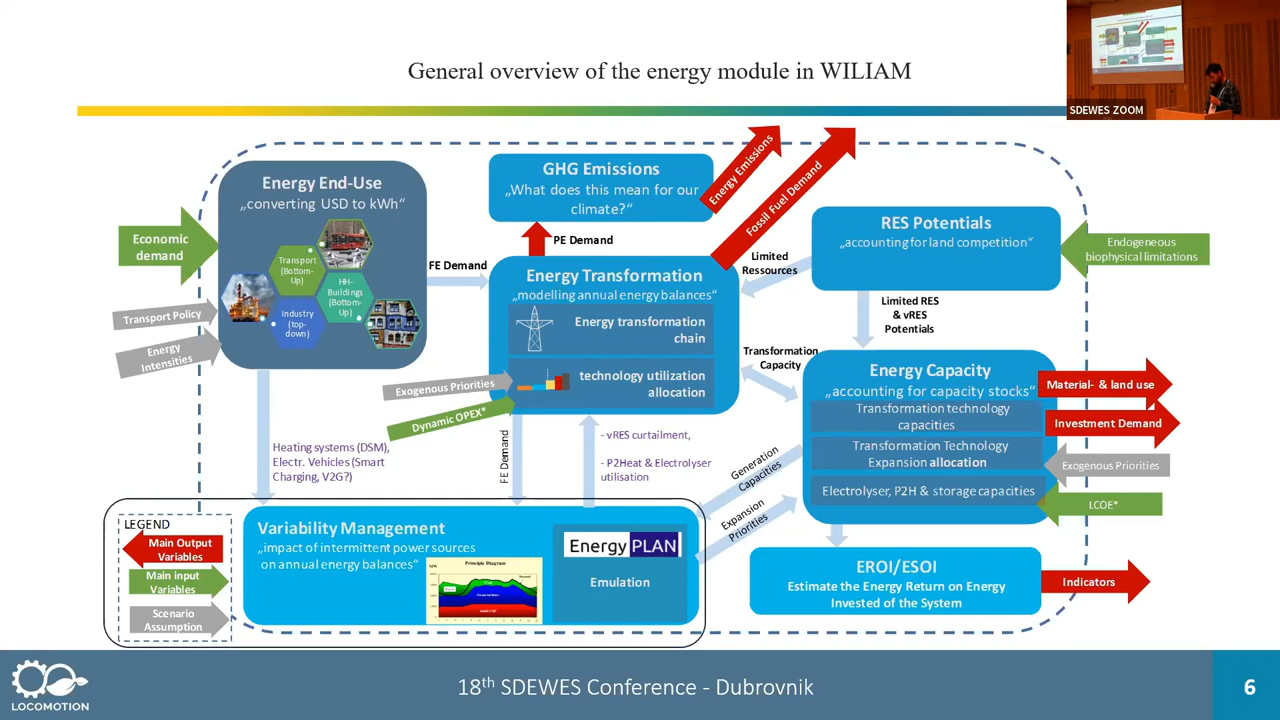 General overview of the energy module in WILIAM
SDEWES ZOOM
Energy End-Use
„converting USD to kWh“
Transport
(Bottom-
Up)
HH-
Buildings
(Bottom-
Up)
Industry
(top-
down)
Economic
demand
Transport Policy
Energy
Intensities
FE Demand
GHG Emissions
„What does this mean for our
climate?“
Energy Emissions
Fossil Fuel Demand
PE Demand
Energy Transformation
„modelling annual energy balances“
Energy transformation
chain
technology utilization
allocation
Exogenous Priorities
Dynamic OPEX*
Limited
Ressources
RES Potentials
„accounting for land competition“
Endogeneous
biophysical limitations
Limited RES
& vRES
Potentials
Transformation
Capacity
Energy Capacity
„accounting for capacity stocks“
Transformation technology
capacities
Transformation Technology
Expansion allocation
Electrolyser, P2H & storage capacities
Material- & land use
Investment Demand
Exogenous Priorities
LCOE*
Heating systems (DSM),
Electr. Vehicles (Smart
Charging, V2G?)
FE Demand
- vRES curtailment,
- P2Heat & Electrolyser
utilisation
Generation
Capacities
Expansion
Priorities
LEGEND
Main Output
Variables
Main input
Variables
Scenario
Assumption
Variability Management
„impact of intermittent power sources
on annual energy balances“
Principle Diagram
EnergyPLAN
Emulation
EROI/ESOI
Estimate the Energy Return on Energy
Invested of the System
Indicators
LOCOMOTION
18th SDEWES Conference - Dubrovnik
6